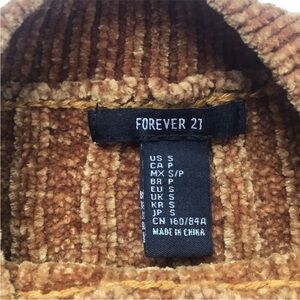 FOREVER 21
US S
CA P
MX S/P
BR P
EU S
UK S
KR S
JP S
CN 160/84A
MADE IN CHINA